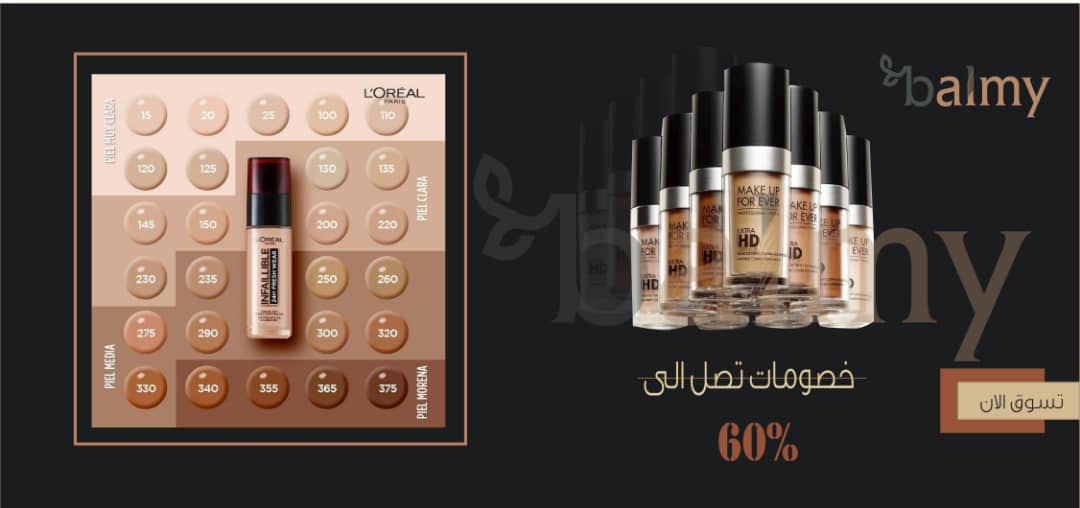 L'ORÉAL
PARIS
PIEL MUY CLARA
15 20 25 100 110
120 125 130 135
PIEL CLARA
145 150 200 220
230 235 250 260
275 290 300 320
PIEL MEDIA
330 340 355 365 375
PIEL MORENA
L'ORÉAL
INFAILLIBLE
24H FRESH WEAR
balmy
balmy
MAKE UP
FOR EVER
ULTRA
HD
خصومات تصل الى
60%
تسوق الان